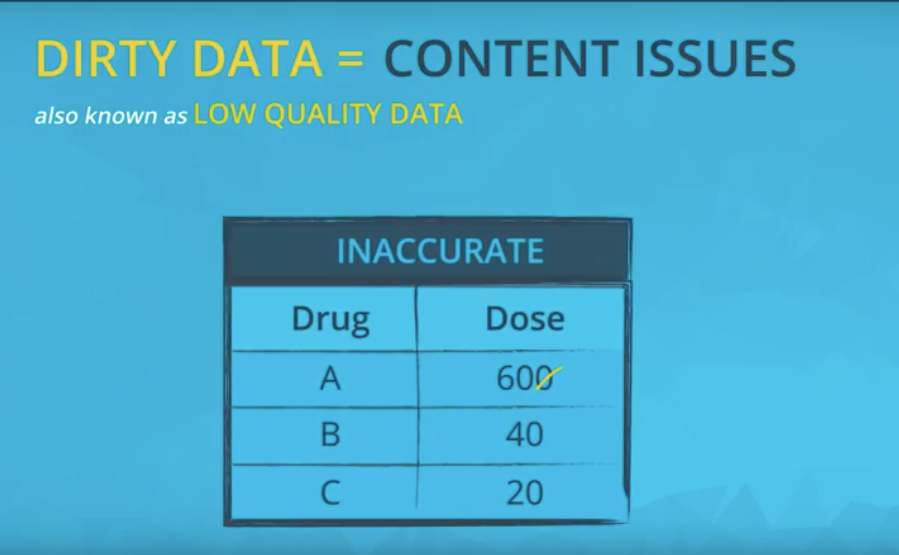 DIRTY DATA = CONTENT ISSUES
also known as LOW QUALITY DATA
INACCURATE
Drug Dose
A 600
B 40
C 20